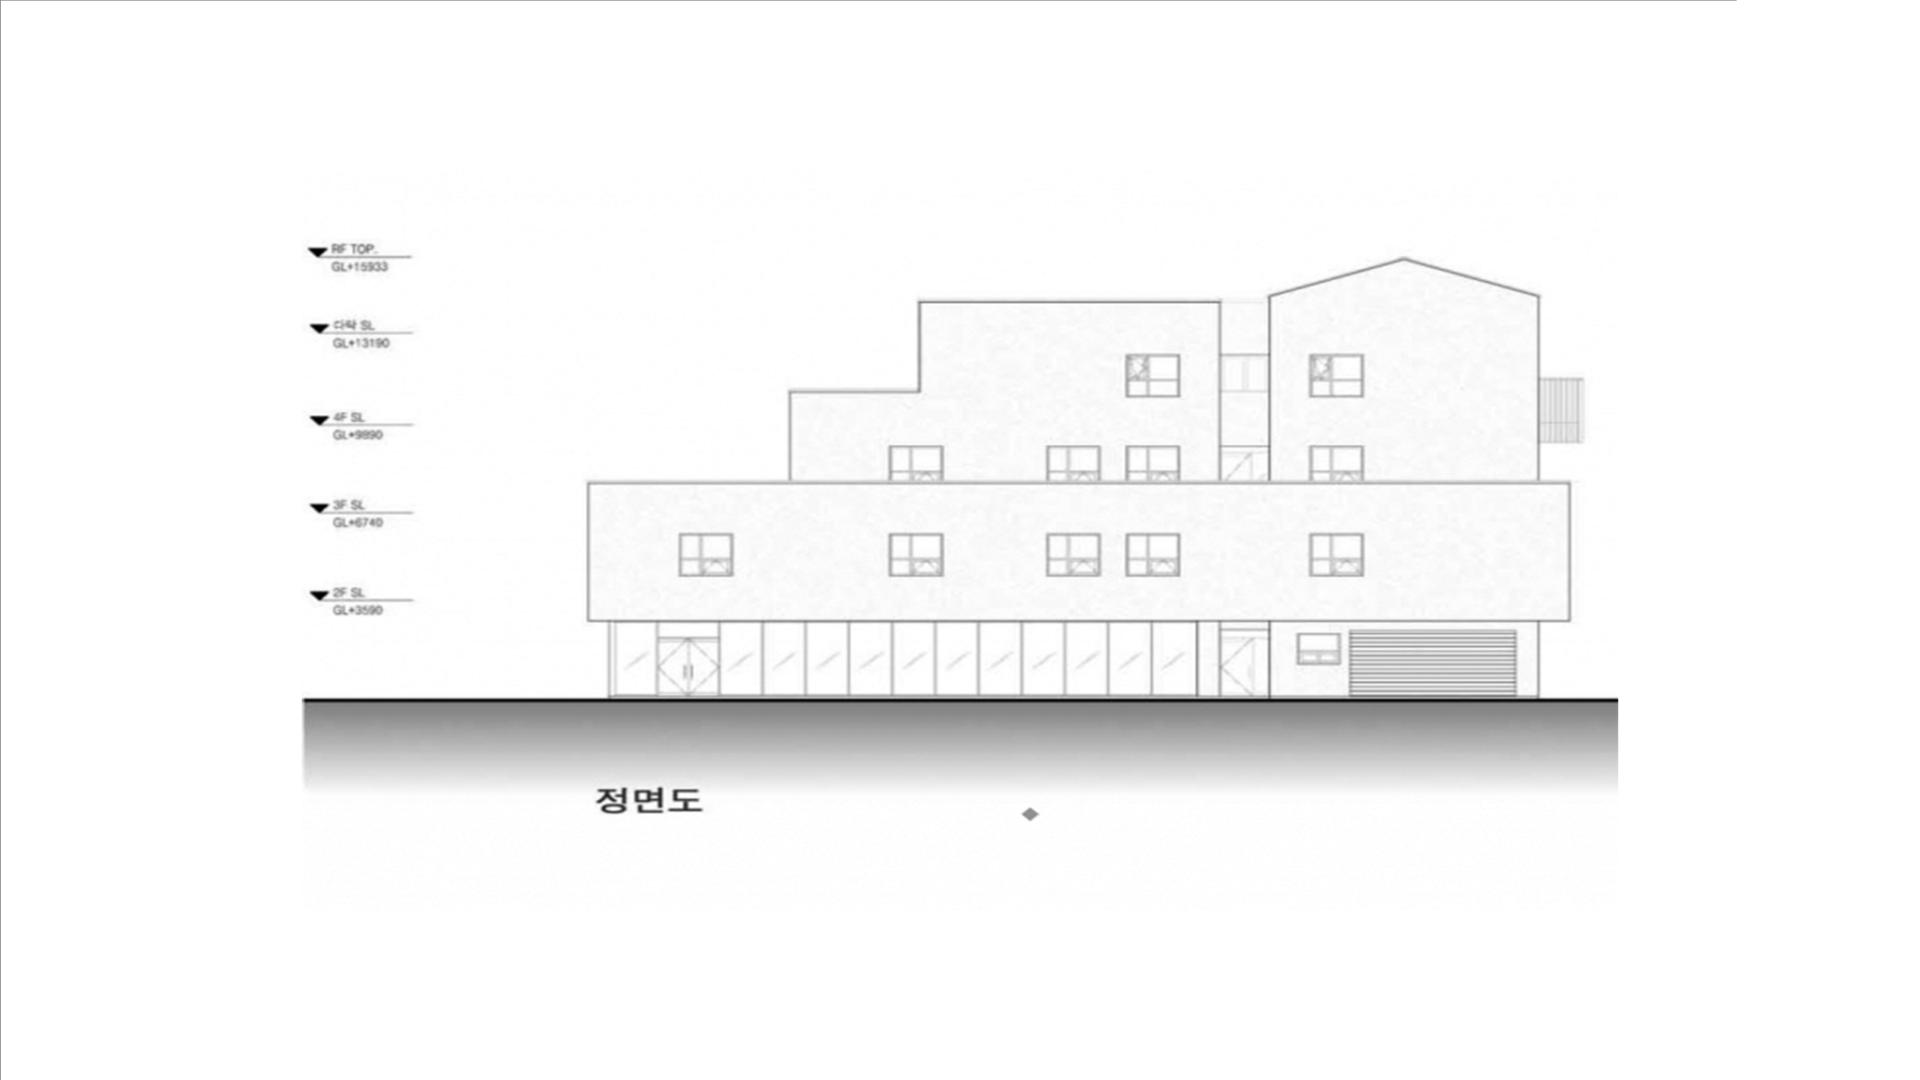 RF TOP.
GL+15933
다락 SL
GL+13190
4F SL
GL+9890
3F SL
GL+6740
2F SL
GL+3590
정면도